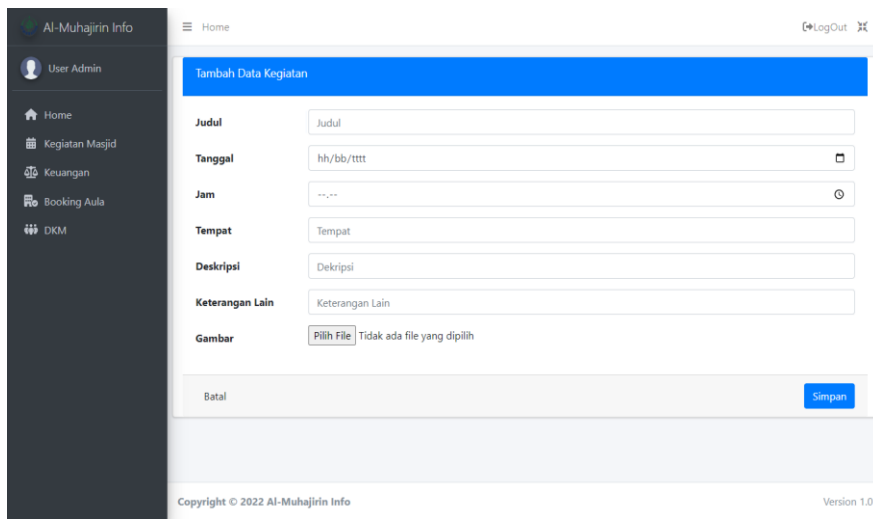 Al-Muhajirin Info
User Admin
Home
Kegiatan Masjid
Keuangan
Booking Aula
DKM
Home
LogOut
Tambah Data Kegiatan
Judul Judul
Tanggal hh/bb/tttt
Jam --.--
Tempat Tempat
Deskripsi Dekripsi
Keterangan Lain Keterangan Lain
Gambar Pilih File Tidak ada file yang dipilih
Batal Simpan
Copyright © 2022 Al-Muhajirin Info Version 1.0